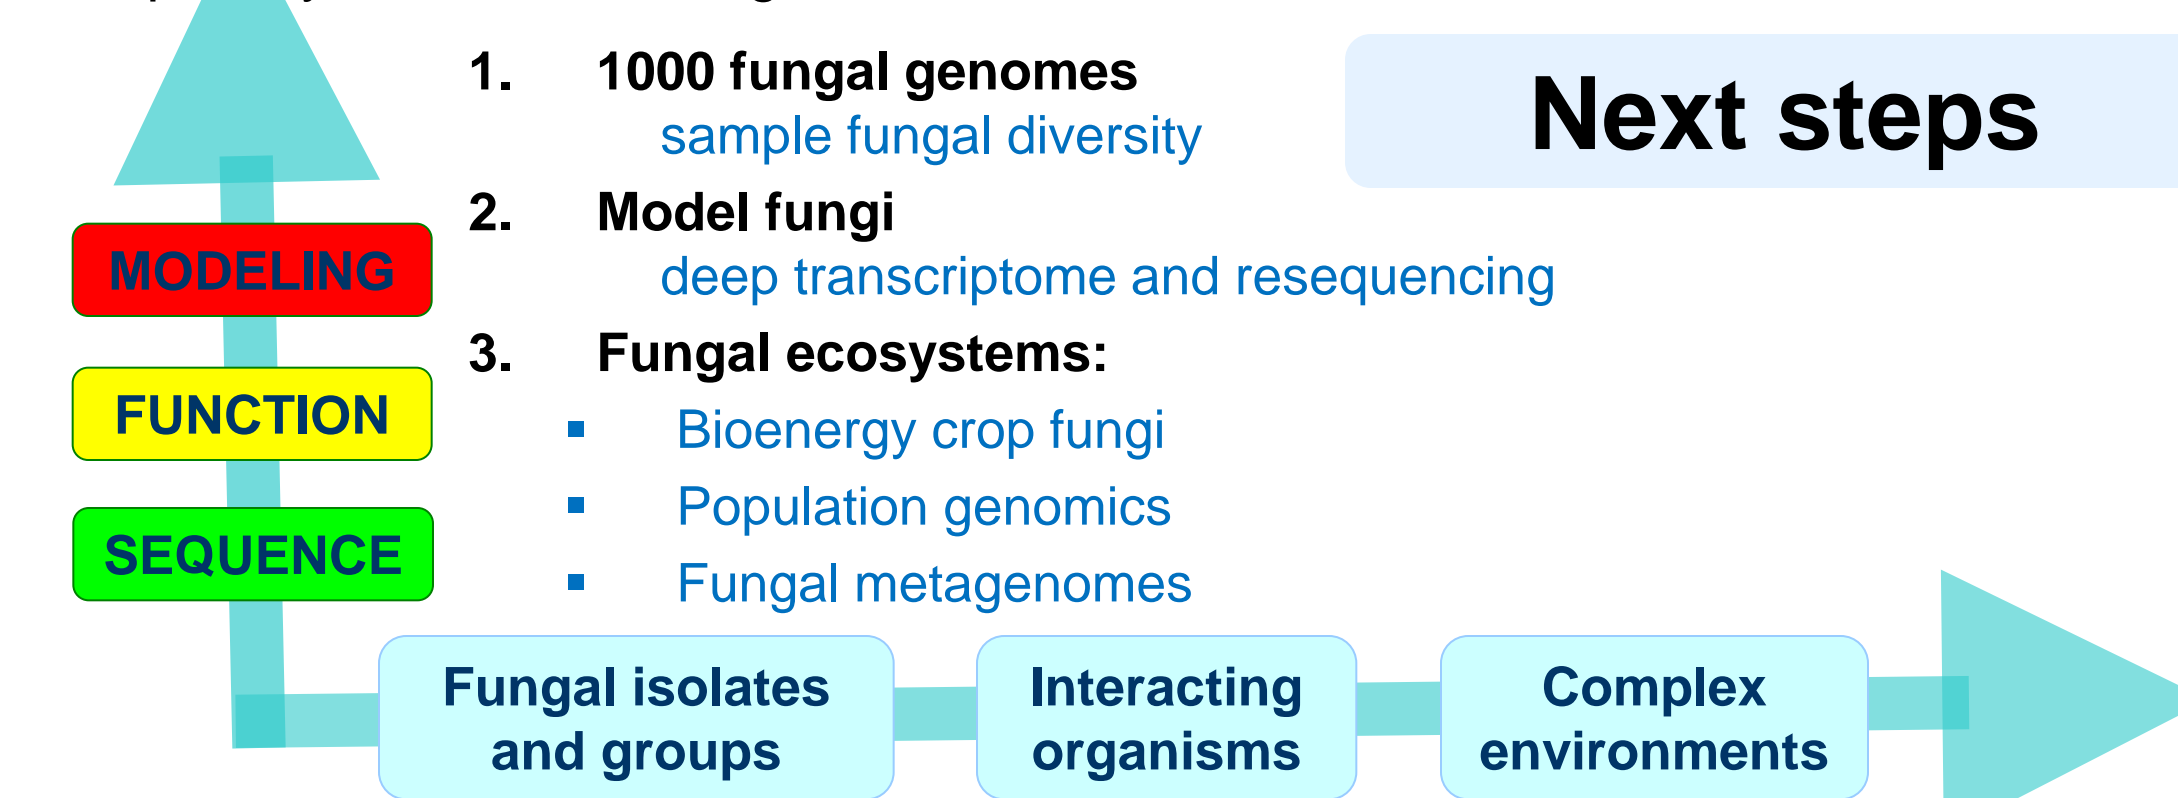 1. 1000 fungal genomes
sample fungal diversity
Next steps
2. Model fungi
deep transcriptome and resequencing
3. Fungal ecosystems:
▪ Bioenergy crop fungi
▪ Population genomics
▪ Fungal metagenomes
MODELING
FUNCTION
SEQUENCE
Fungal isolates
and groups
Interacting
organisms
Complex
environments